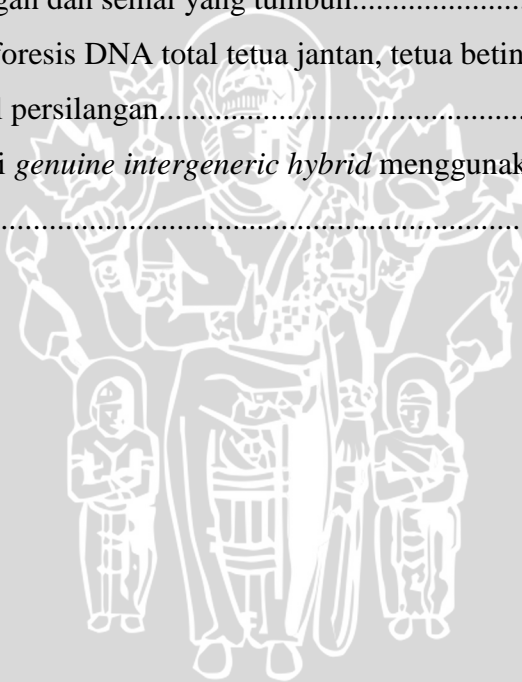 gan dan semai yang tumbuh....................
foresis DNA total tetua jantan, tetua betin
l persilangan.............................................
i genuine intergeneric hybrid menggunak
................................................................